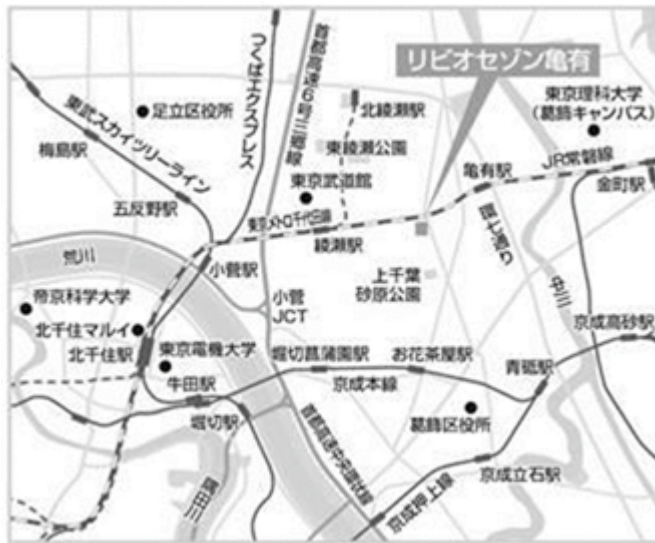 リビオセゾン亀有
つくばエクスプレス
首都高速6号三郷線
東武スカイツリーライン
足立区役所
梅島駅
北綾瀬駅
東綾瀬公園
東京理科大学
(葛飾キャンパス)
JR常磐線
亀有駅
金町駅
東京武道館
五反野駅
東京メトロ千代田線
綾瀬駅
環七通り
中川
荒川
小菅駅
上千葉
砂原公園
帝京科学大学
小菅
JCT
北千住マルイ
北千住駅
東京電機大学
堀切菖蒲園駅
お花茶屋駅
京成高砂駅
青砥駅
牛田駅
京成本線
堀切駅
首都高速中央環状線
葛飾区役所
隅田川
京成押上線
京成立石駅